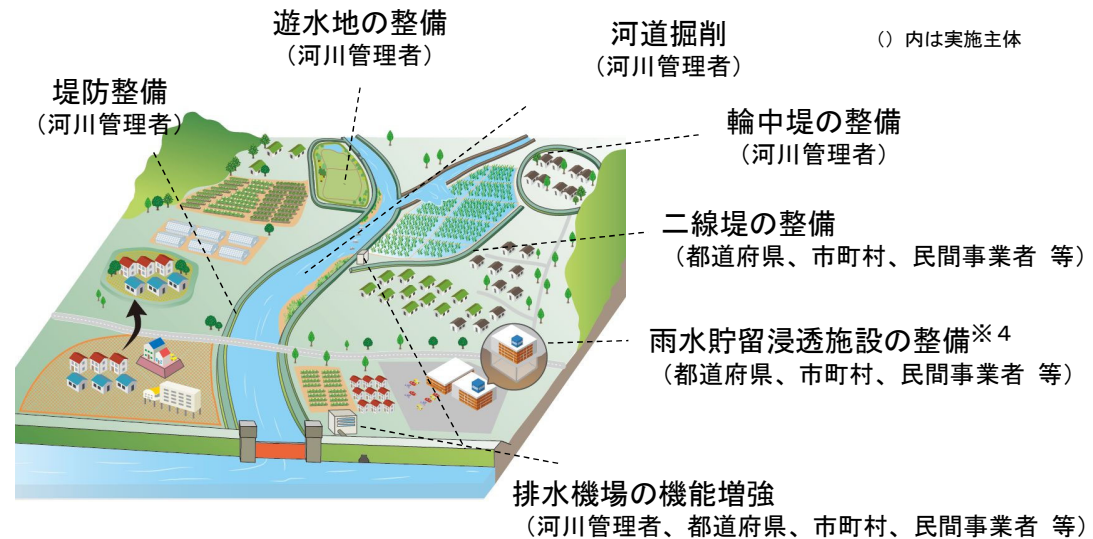 遊水地の整備
（河川管理者）
河道掘削
（河川管理者）
（）内は実施主体
堤防整備
（河川管理者）
輪中堤の整備
（河川管理者）
二線堤の整備
（都道府県、市町村、民間事業者 等）
雨水貯留浸透施設の整備※４
（都道府県、市町村、民間事業者 等）
排水機場の機能増強
（河川管理者、都道府県、市町村、民間事業者 等）